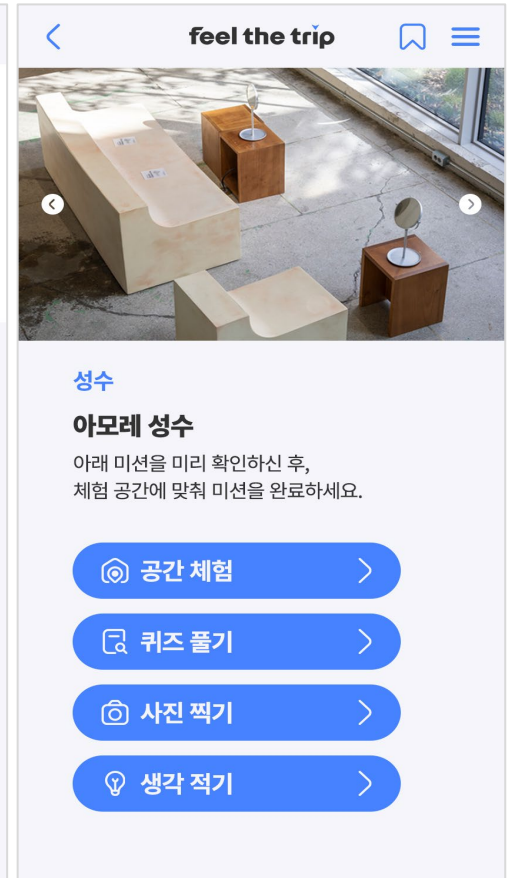 feel the trip
성수
아모레 성수
아래 미션을 미리 확인하신 후,
체험 공간에 맞춰 미션을 완료하세요.
공간 체험
퀴즈 풀기
사진 찍기
생각 적기